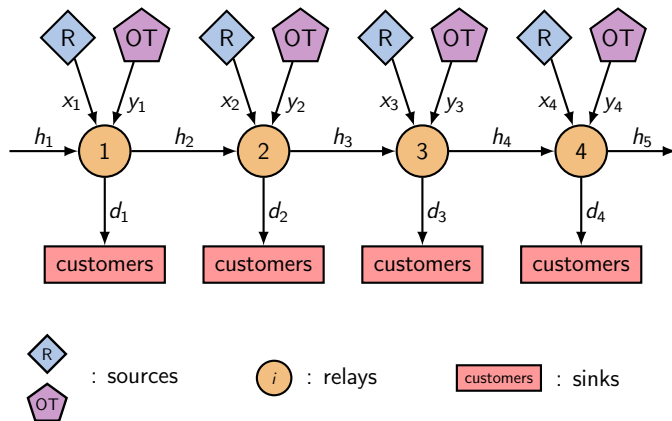 R OT R OT R OT R OT
x1 y1 x2 y2 x3 y3 x4 y4
h1 1 h2 2 h3 3 h4 4 h5
d1 d2 d3 d4
customers customers customers customers
R
: sources i : relays customers : sinks
OT